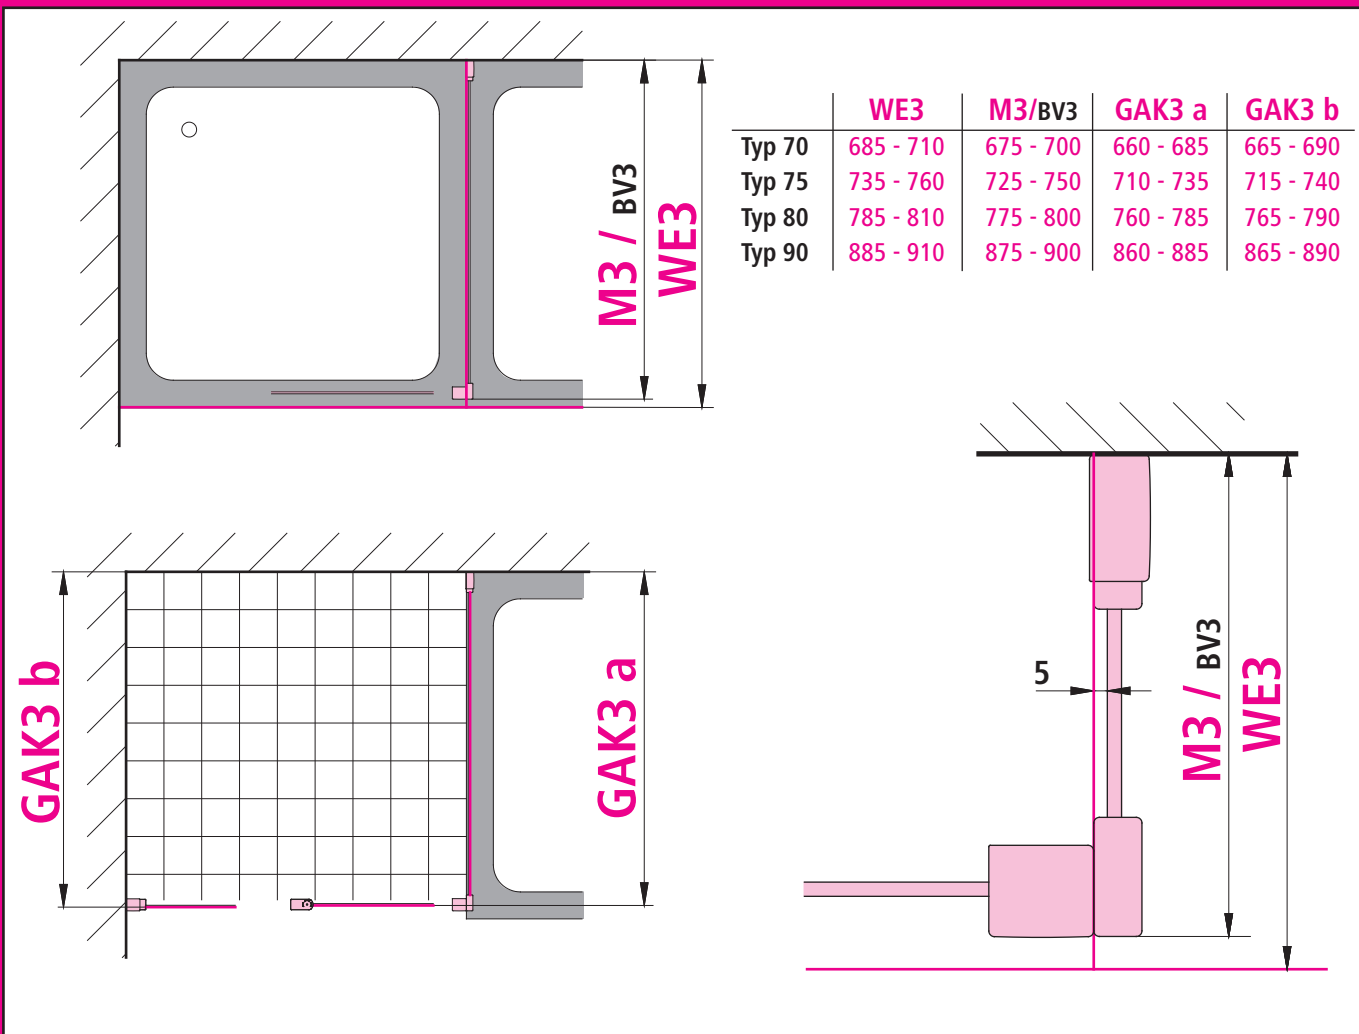 M3 / BV3
WE3
WE3 M3/BV3 GAK3 a GAK3 b
Typ 70 685 - 710 675 - 700 660 - 685 665 - 690
Typ 75 735 - 760 725 - 750 710 - 735 715 - 740
Typ 80 785 - 810 775 - 800 760 - 785 765 - 790
Typ 90 885 - 910 875 - 900 860 - 885 865 - 890
GAK3 b
GAK3 a
5
M3 / BV3
WE3